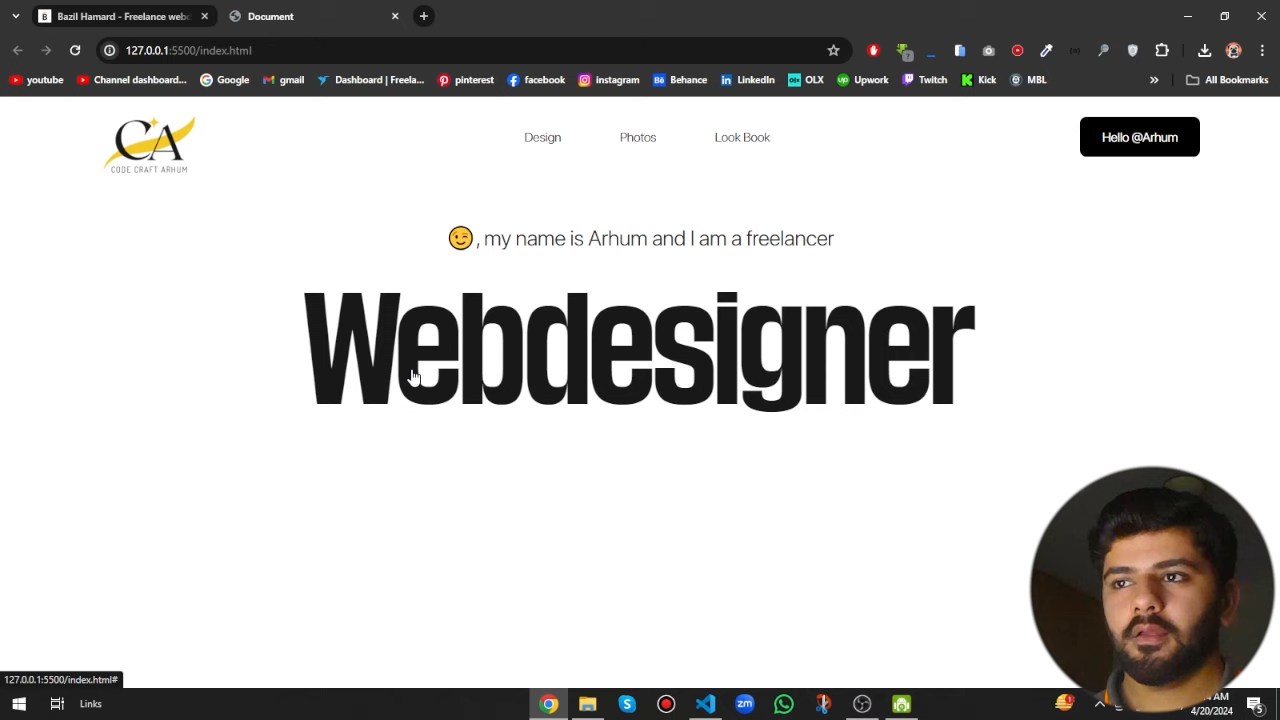 Bazil Hamard - Freelance web
Document
127.0.0.1:5500/index.html
youtube
Channel dashboard...
Google
gmail
Dashboard | Freela...
pinterest
facebook
instagram
Behance
LinkedIn
OLX
Upwork
Twitch
Kick
MBL
All Bookmarks
CA
CODE CRAFT ARHUM
Design
Photos
Look Book
Hello @Arhum
, my name is Arhum and I am a freelancer
Webdesigner
127.0.0.1:5500/index.html#
Links
AM
4/20/2024